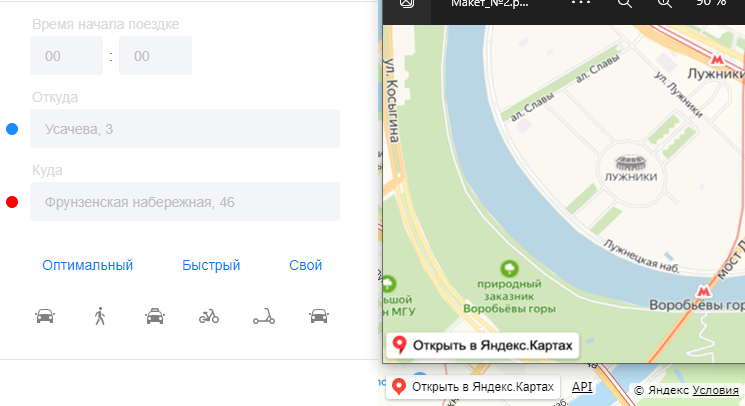 Время начала поездке
00 : 00
Откуда
Усачева, 3
Куда
Фрунзенская набережная, 46
Оптимальный Быстрый Свой
Макет_№2.p... ... 90 %
ул. Косыгина
ал. Славы
ал. Славы
ул. Лужники
Лужники
ЛУЖНИКИ
Лужнецкая наб.
мост Л
природный
заказник
Воробьёвы горы
Воробьёвы гор
ьшой
н МГУ
Открыть в Яндекс.Картах
Открыть в Яндекс.Картах API © Яндекс Условия